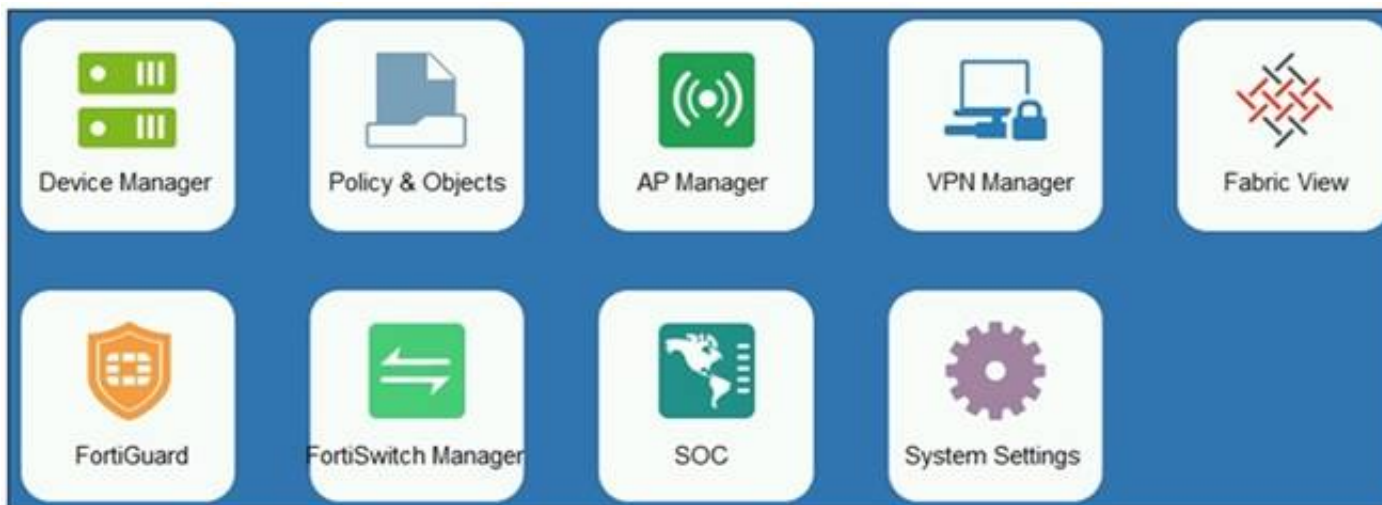 Device Manager
Policy & Objects
AP Manager
VPN Manager
Fabric View
FortiGuard
FortiSwitch Manager
SOC
System Settings